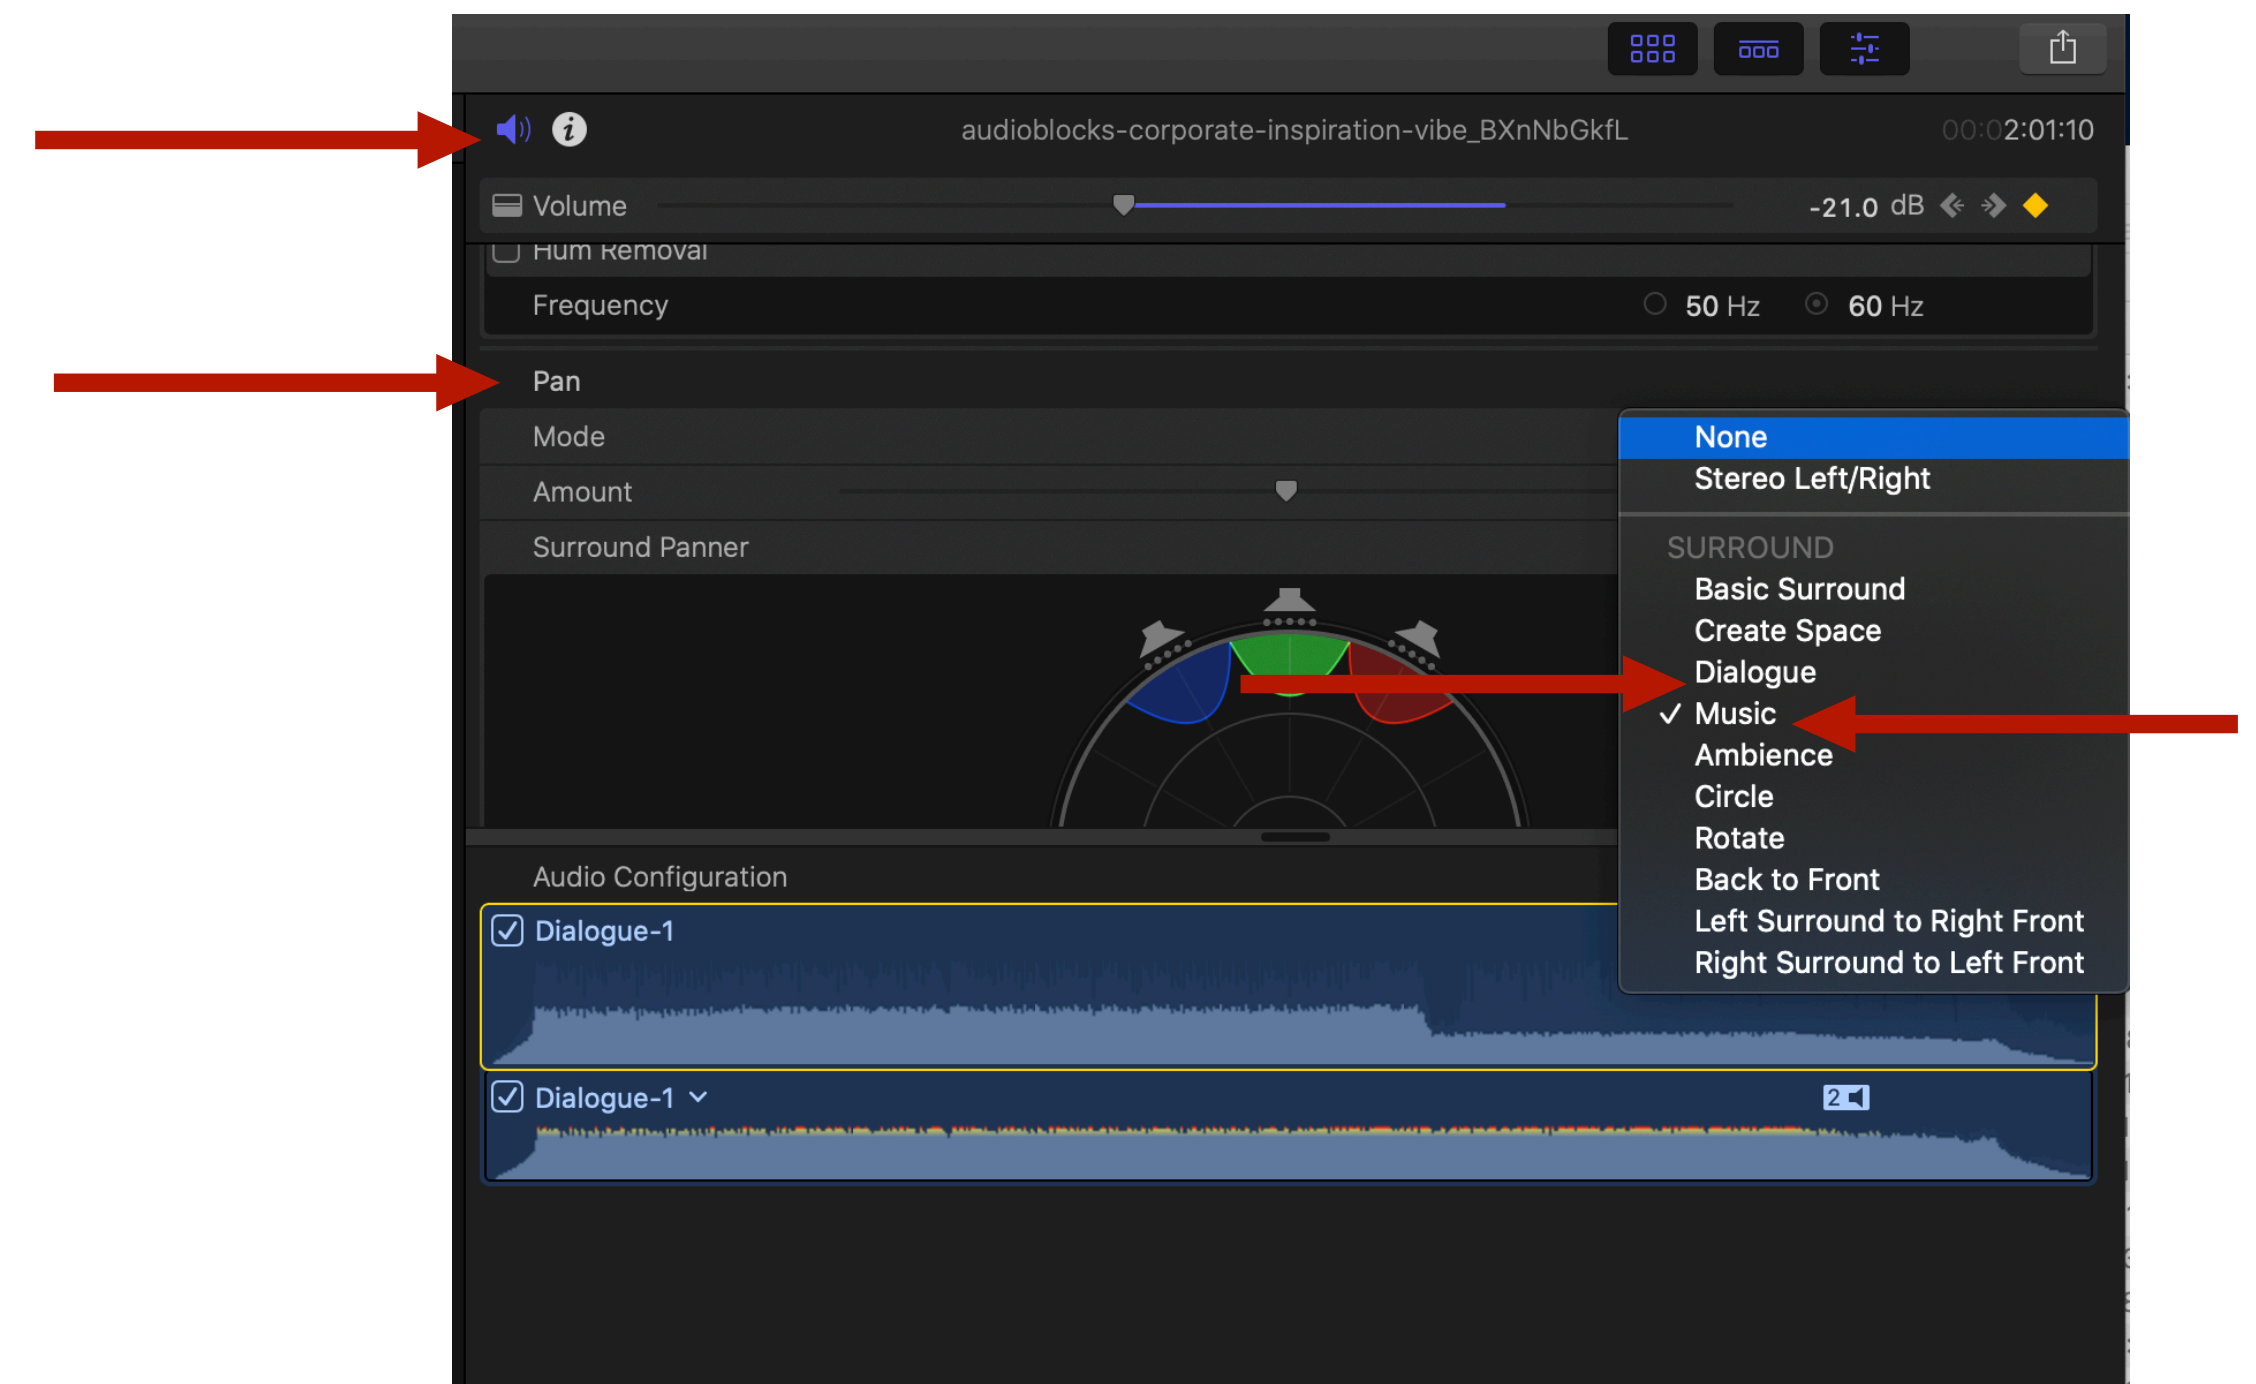 audioblocks-corporate-inspiration-vibe_BXnNbGkfL 00:02:01:10
Volume -21.0 dB
Hum Removal
Frequency 50 Hz 60 Hz
Pan
Mode
Amount
Surround Panner
None
Stereo Left/Right
SURROUND
Basic Surround
Create Space
Dialogue
Music
Ambience
Circle
Rotate
Back to Front
Left Surround to Right Front
Right Surround to Left Front
Audio Configuration
Dialogue-1
Dialogue-1 2